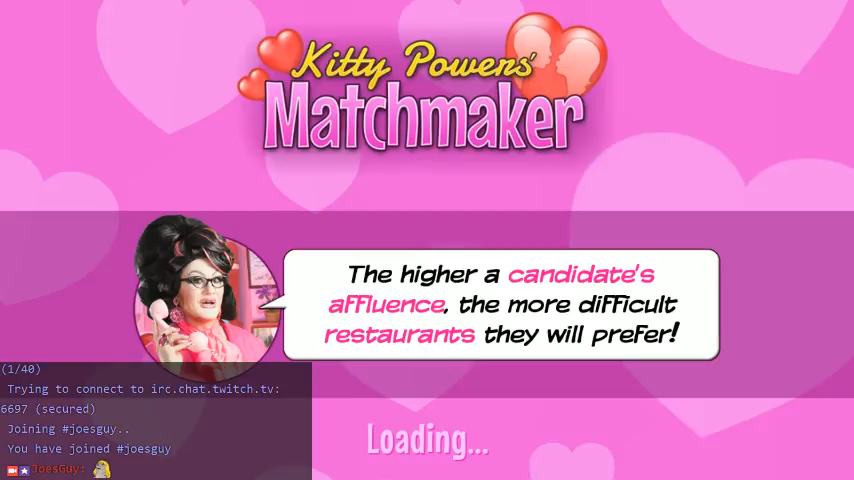 Kitty Powers'
Matchmaker
The higher a candidate's
affluence, the more difficult
restaurants they will prefer!
(1/40)
Trying to connect to irc.chat.twitch.tv:
6697 (secured)
Joining #joesguy..
You have joined #joesguy
JoesGuy:
Loading...